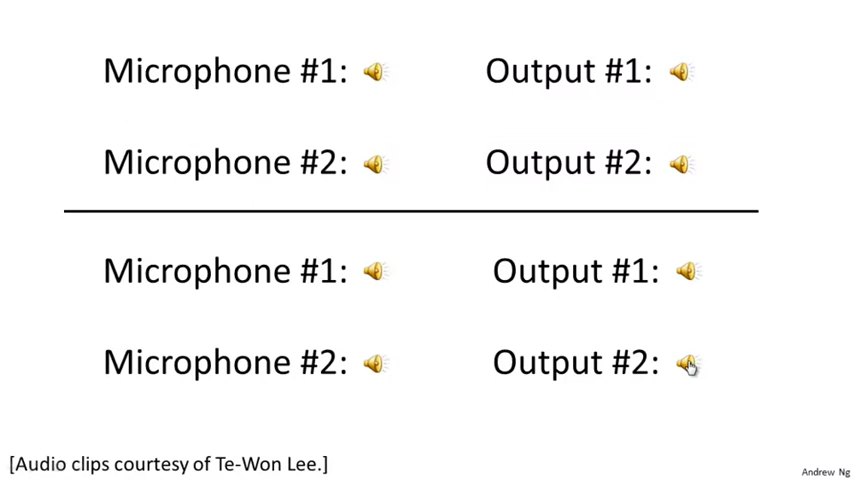 Microphone #1: Output #1:
Microphone #2: Output #2:
Microphone #1: Output #1:
Microphone #2: Output #2:
[Audio clips courtesy of Te-Won Lee.]
Andrew Ng